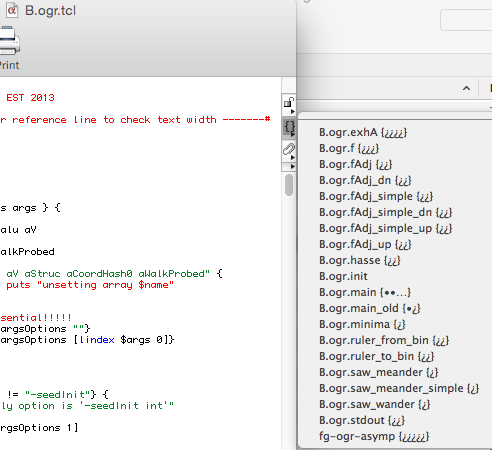 B.ogr.tcl
Print
EST 2013
r reference line to check text width -------#
s args } {
alu aV
alkProbed
aV aStruc aCoordHash0 aWalkProbed" {
puts "unsetting array $name"
sential!!!!!
argsOptions ""}
argsOptions [lindex $args 0]}
!= "-seedInit"} {
ly option is '-seedInit int'"
rgsOptions 1]
{}
B.ogr.exhA {¿¿¿¿}
B.ogr.f {¿¿¿}
B.ogr.fAdj {¿¿}
B.ogr.fAdj_dn {¿¿}
B.ogr.fAdj_simple {¿¿}
B.ogr.fAdj_simple_dn {¿¿}
B.ogr.fAdj_simple_up {¿¿}
B.ogr.fAdj_up {¿¿}
B.ogr.hasse {¿¿}
B.ogr.init
B.ogr.main {••…}
B.ogr.main_old {•¿}
B.ogr.minima {¿}
B.ogr.ruler_from_bin {¿¿}
B.ogr.ruler_to_bin {¿¿}
B.ogr.saw_meander {¿}
B.ogr.saw_meander_simple {¿}
B.ogr.saw_wander {¿}
B.ogr.stdout {¿¿}
fg-ogr-asymp {¿¿¿¿¿}